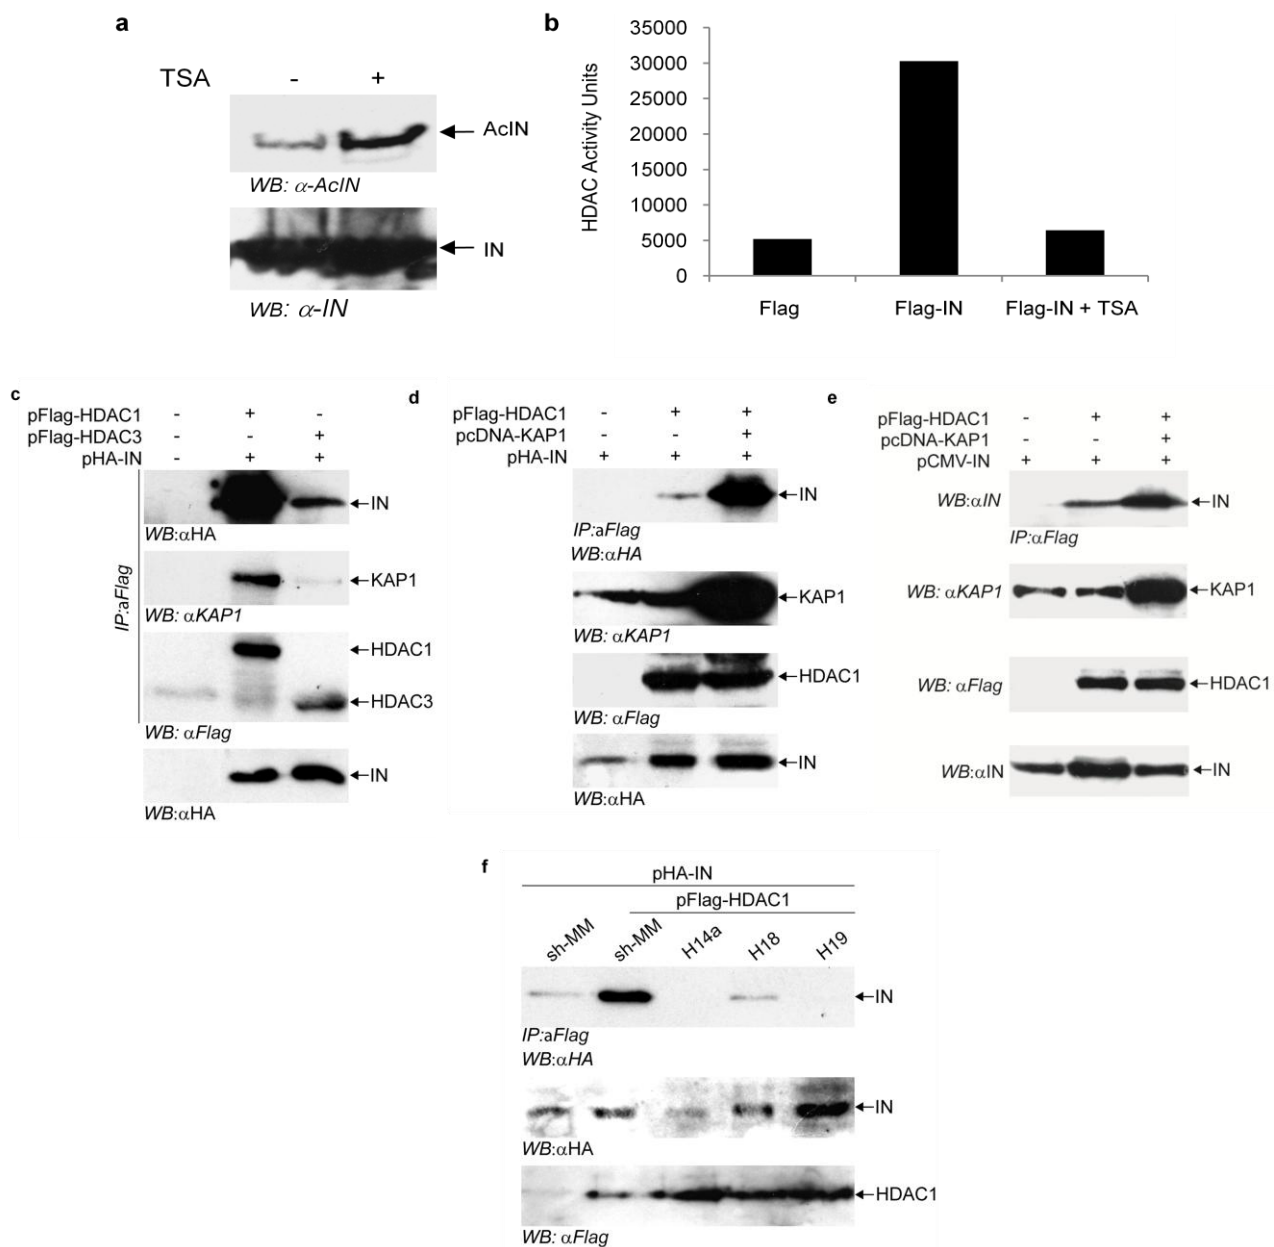 a
TSA - +
AcIN
WB: α-AcIN
IN
WB: α-IN
b
HDAC Activity Units
35000
30000
25000
20000
15000
10000
5000
0
Flag Flag-IN Flag-IN + TSA
c
pFlag-HDAC1 - + -
pFlag-HDAC3 - - +
pHA-IN - + +
IP:aFlag
IN
WB:αHA
KAP1
WB: αKAP1
HDAC1
HDAC3
WB: αFlag
IN
WB:αHA
d
pFlag-HDAC1 - + +
pcDNA-KAP1 - - +
pHA-IN + + +
IN
IP:aFlag
WB:αHA
KAP1
WB: αKAP1
HDAC1
WB: αFlag
IN
WB:αHA
e
pFlag-HDAC1 - + +
pcDNA-KAP1 - - +
pCMV-IN + + +
WB:αIN IN
IP:αFlag
WB: αKAP1 KAP1
WB: αFlag HDAC1
WB:αIN IN
f
pHA-IN
pFlag-HDAC1
sh-MM sh-MM H14a H18 H19
IN
IP:aFlag
WB:αHA
IN
WB:αHA
HDAC1
WB: αFlag